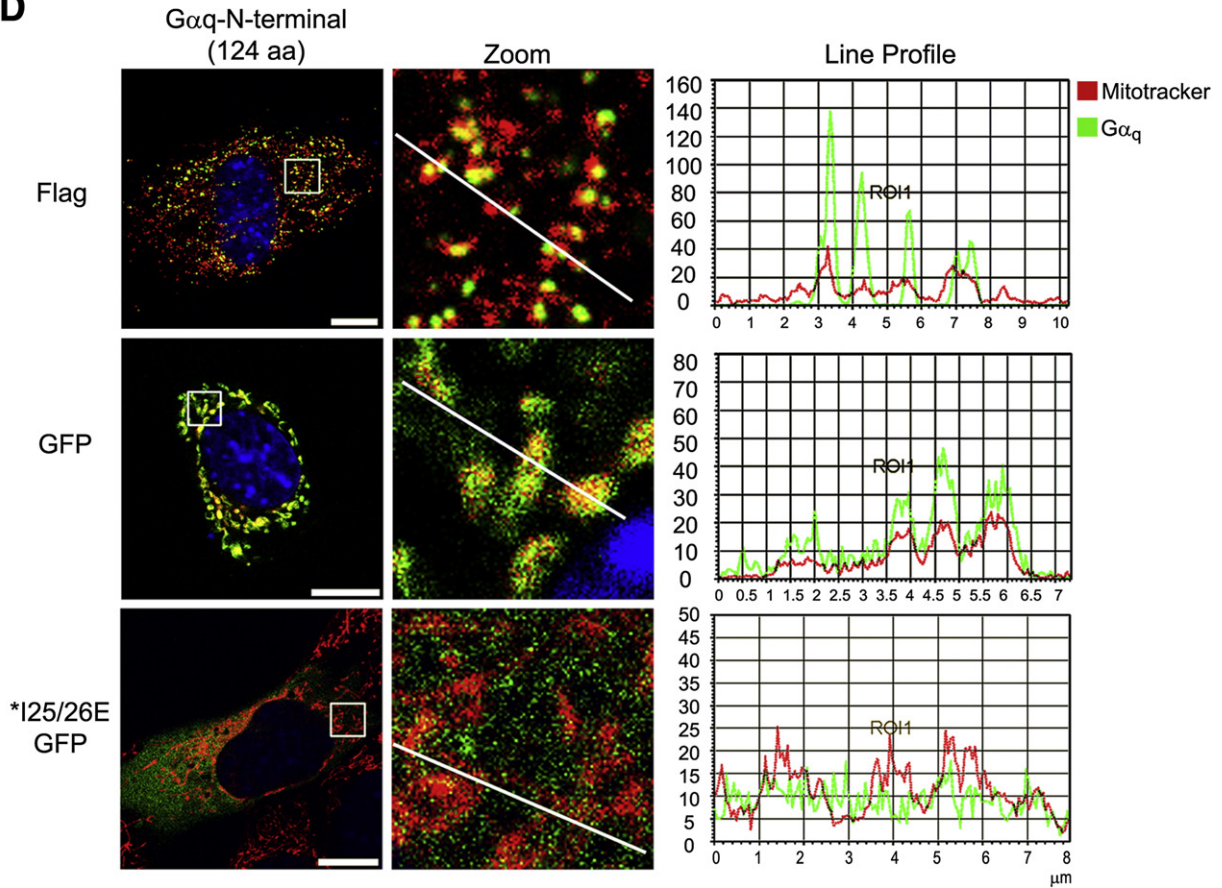 D
Gαq-N-terminal
(124 aa)
Zoom
Line Profile
Flag
160
140
120
100
80
60
40
20
0
ROI1
0 1 2 3 4 5 6 7 8 9 10
Mitotracker
Gαq
GFP
80
70
60
50
40
30
20
10
0
ROI1
0 0.5 1 1.5 2 2.5 3 3.5 4 4.5 5 5.5 6 6.5 7
*I25/26E
GFP
50
45
40
35
30
25
20
15
10
5
0
ROI1
0 1 2 3 4 5 6 7 8
μm